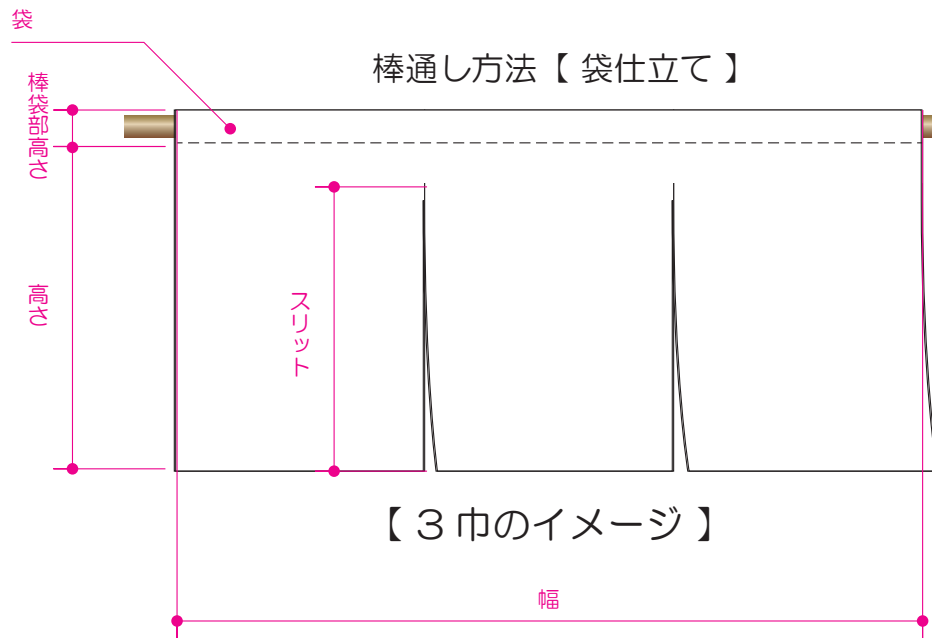 袋
棒通し方法【 袋仕立て 】
棒袋部高さ
高さ
スリット
【 3 巾のイメージ 】
幅